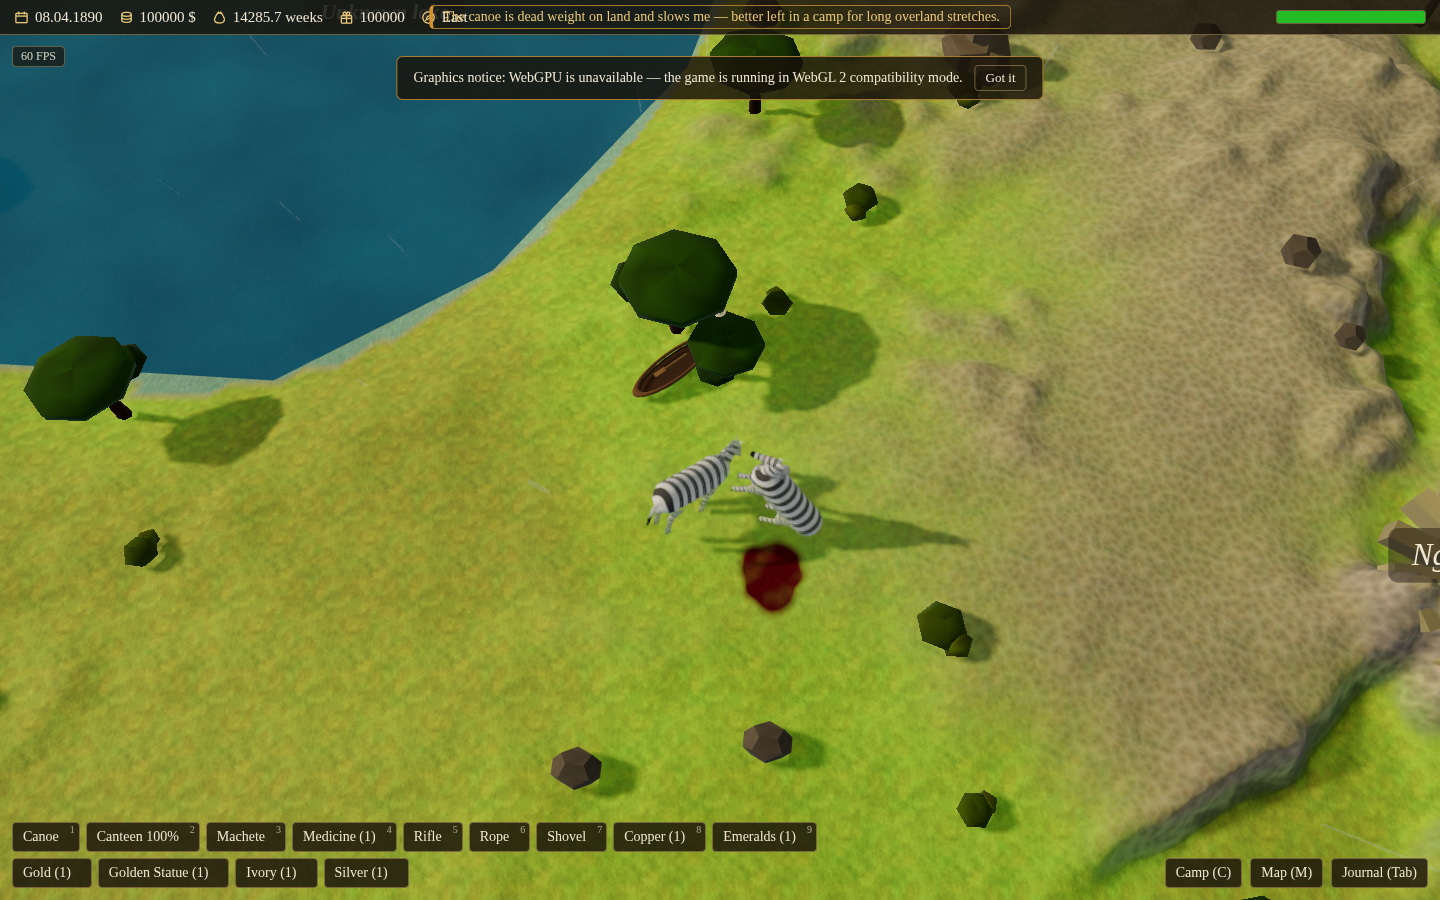 08.04.1890 100000 $ 14285.7 weeks 100000 East
The canoe is dead weight on land and slows me — better left in a camp for long overland stretches.
60 FPS
Graphics notice: WebGPU is unavailable — the game is running in WebGL 2 compatibility mode. Got it
Canoe 1 Canteen 100% 2 Machete 3 Medicine (1) 4 Rifle 5 Rope 6 Shovel 7 Copper (1) 8 Emeralds (1) 9
Gold (1) Golden Statue (1) Ivory (1) Silver (1) Camp (C) Map (M) Journal (Tab)